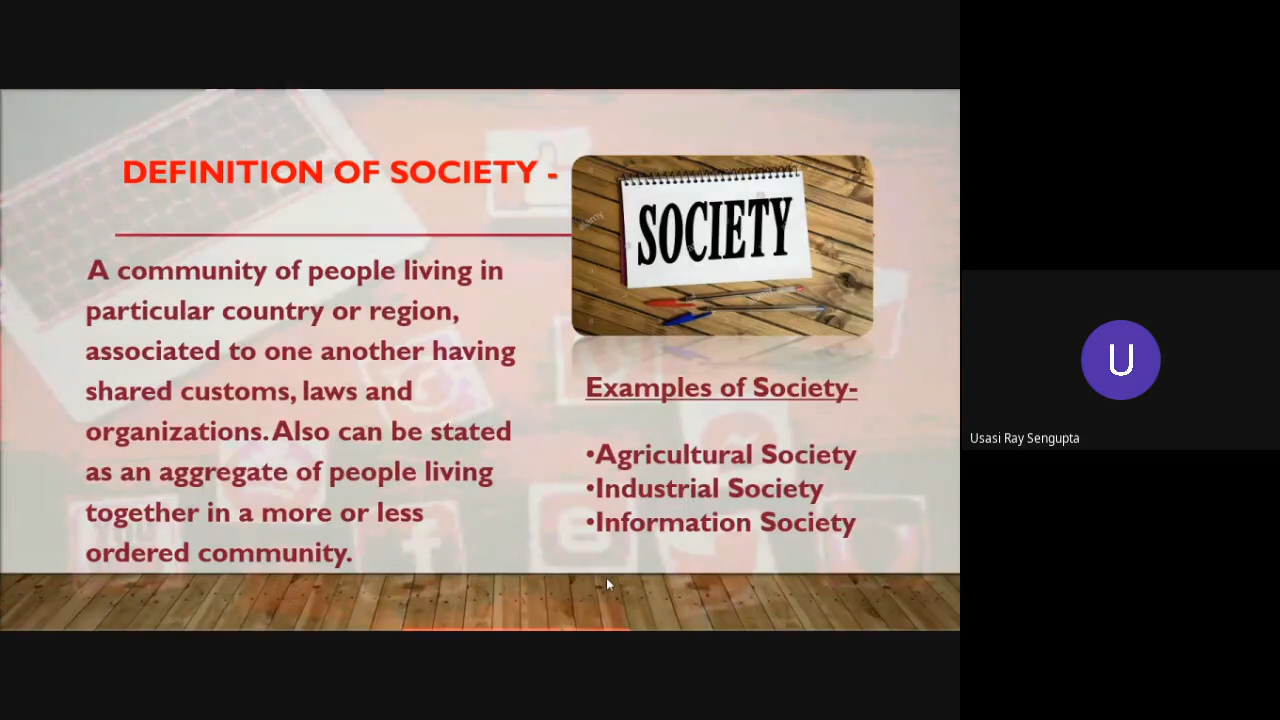 DEFINITION OF SOCIETY -
SOCIETY
alamy
A community of people living in
particular country or region,
associated to one another having
shared customs, laws and
organizations. Also can be stated
as an aggregate of people living
together in a more or less
ordered community.
Examples of Society-
•Agricultural Society
•Industrial Society
•Information Society
U
Usasi Ray Sengupta